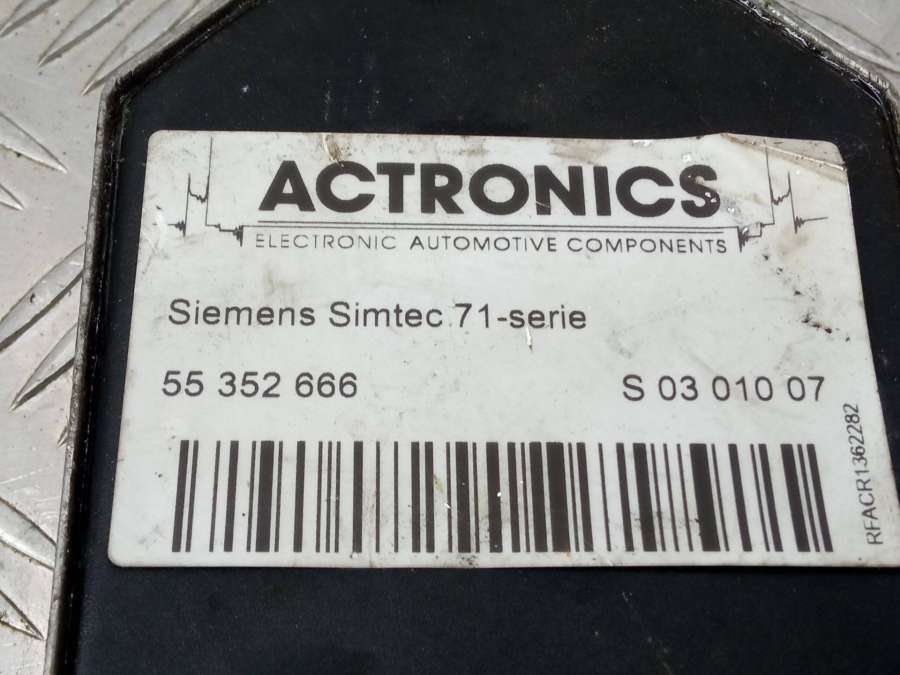 ACTRONICS
ELECTRONIC AUTOMOTIVE COMPONENTS
Siemens Simtec 71-serie
55 352 666 S 03 010 07
RFACR1362282